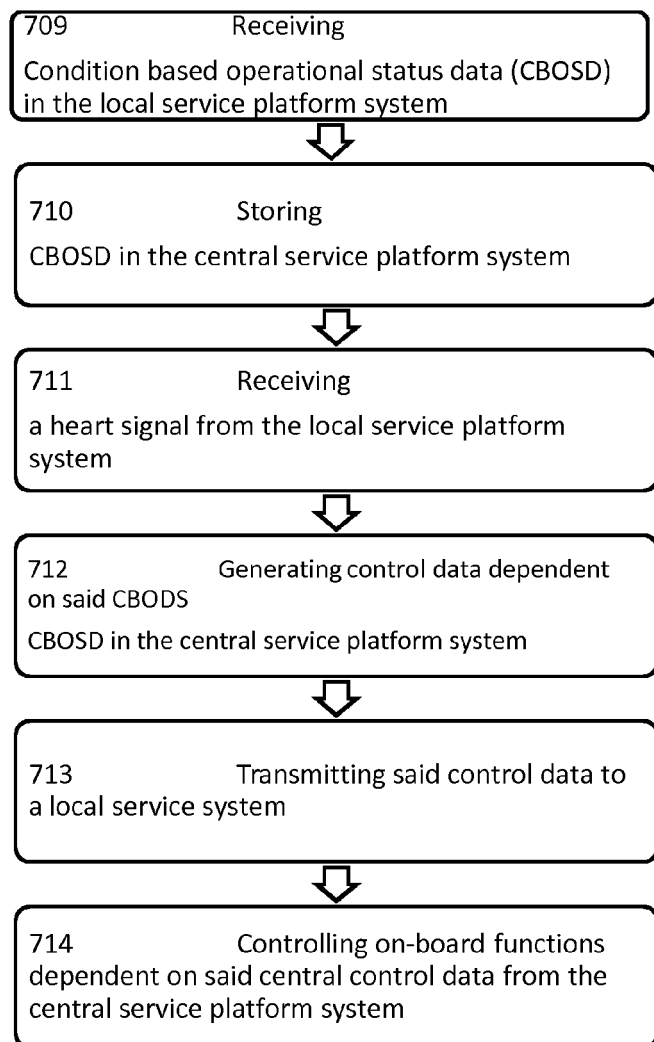 709 Receiving
Condition based operational status data (CBOSD)
in the local service platform system
710 Storing
CBOSD in the central service platform system
711 Receiving
a heart signal from the local service platform
system
712 Generating control data dependent
on said CBODS
CBOSD in the central service platform system
713 Transmitting said control data to
a local service system
714 Controlling on-board functions
dependent on said central control data from the
central service platform system